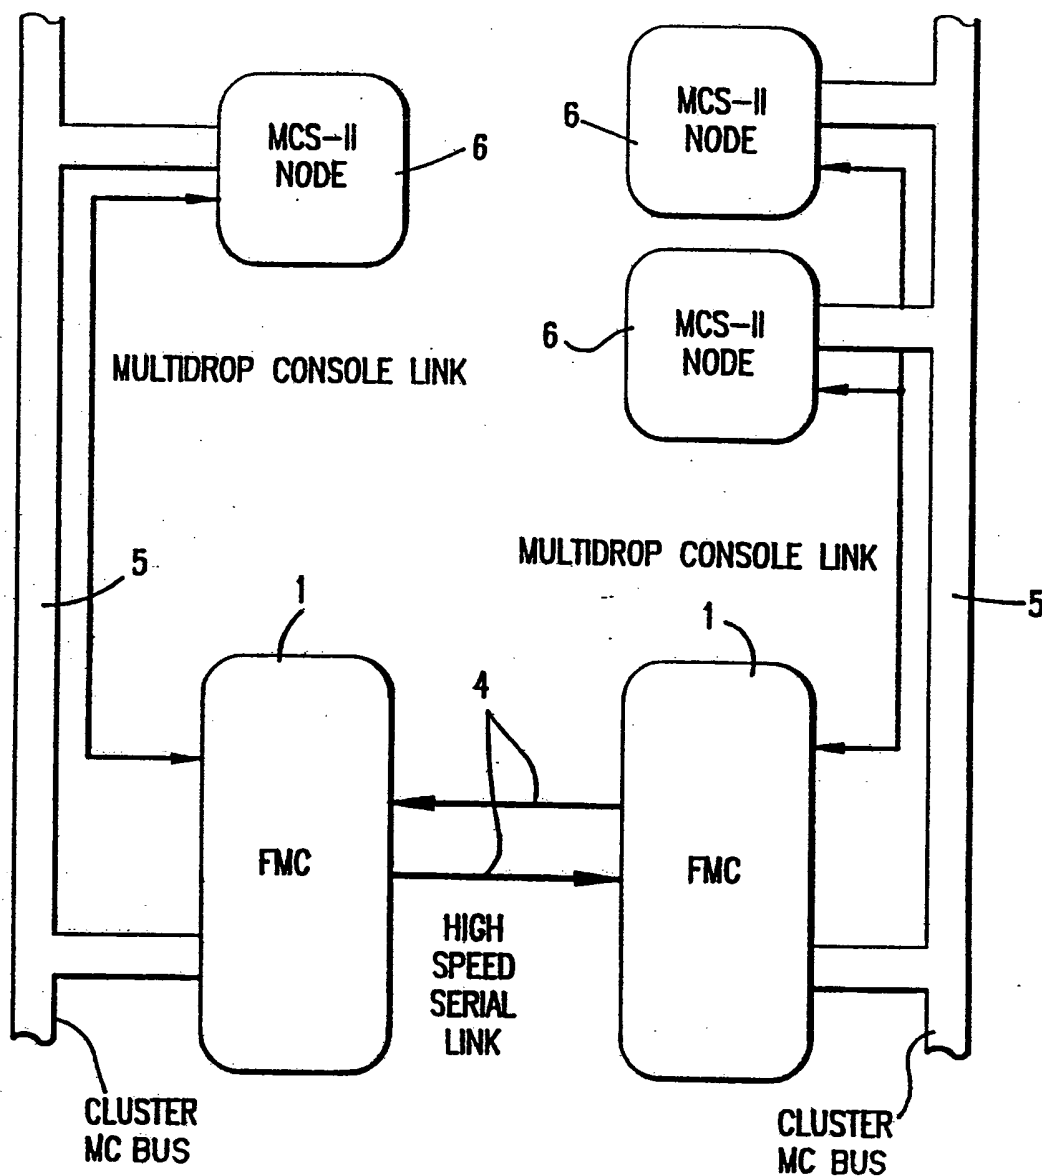 MCS-II
NODE
6
MCS-II
NODE
6
MCS-II
NODE
6
MULTIDROP CONSOLE LINK
MULTIDROP CONSOLE LINK
5
5
1
1
4
FMC
FMC
HIGH
SPEED
SERIAL
LINK
CLUSTER
MC BUS
CLUSTER
MC BUS